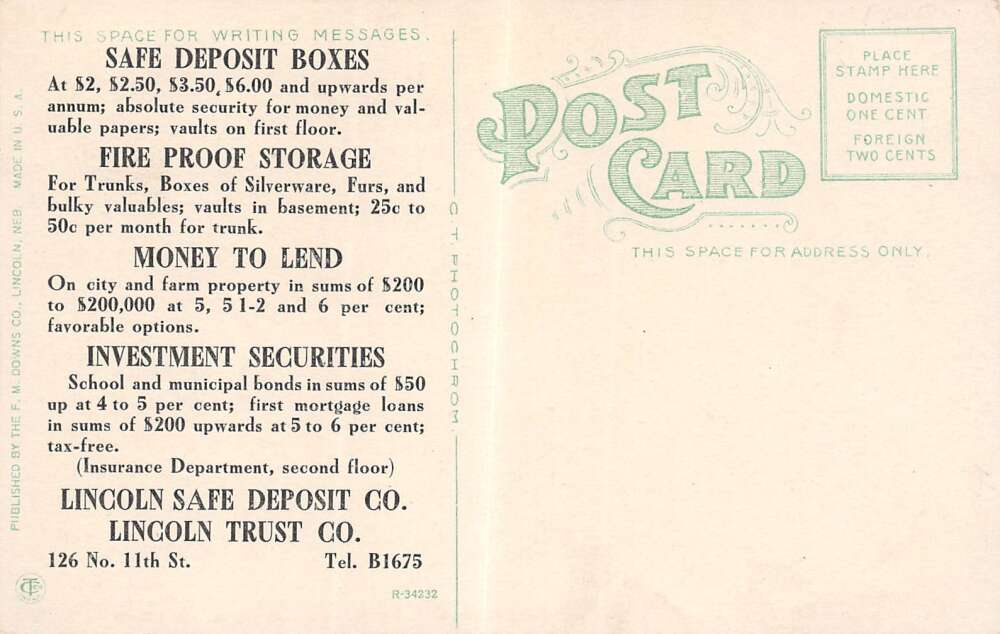 THIS SPACE FOR WRITING MESSAGES.
SAFE DEPOSIT BOXES
At $2, $2.50, $3.50, $6.00 and upwards per
annum; absolute security for money and val-
uable papers; vaults on first floor.
FIRE PROOF STORAGE
For Trunks, Boxes of Silverware, Furs, and
bulky valuables; vaults in basement; 25c to
50c per month for trunk.
MONEY TO LEND
On city and farm property in sums of $200
to $200,000 at 5, 5 1-2 and 6 per cent;
favorable options.
INVESTMENT SECURITIES
School and municipal bonds in sums of $50
up at 4 to 5 per cent; first mortgage loans
in sums of $200 upwards at 5 to 6 per cent;
tax-free.
(Insurance Department, second floor)
LINCOLN SAFE DEPOSIT CO.
LINCOLN TRUST CO.
126 No. 11th St. Tel. B1675
R-34232
PUBLISHED BY THE F. M. DOWNS CO., LINCOLN, NEB. MADE IN U. S. A.
C. T. PHOTOCHROM
POST
CARD
THIS SPACE FOR ADDRESS ONLY.
PLACE
STAMP HERE
DOMESTIC
ONE CENT
FOREIGN
TWO CENTS